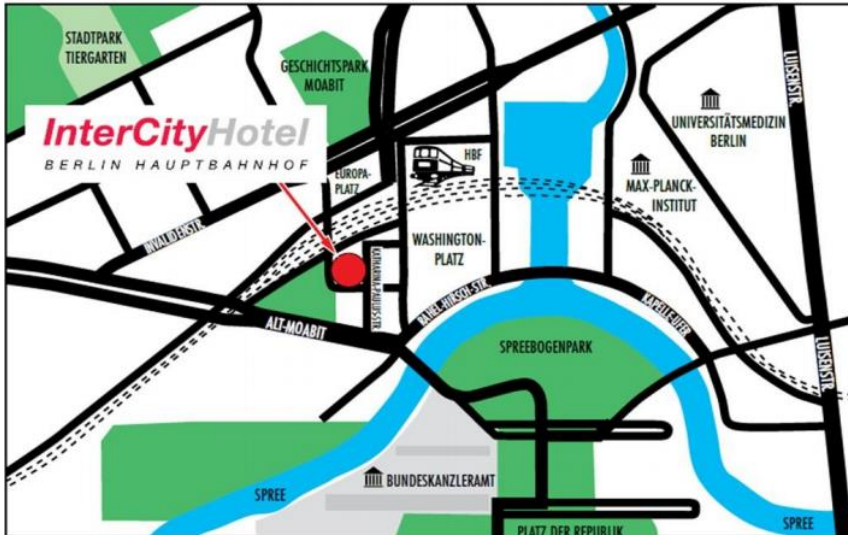 STADTPARK
TIERGARTEN
GESCHICHTSPARK
MOABIT
LUISENSTR.
UNIVERSITÄTSMEDIZIN
BERLIN
InterCityHotel
BERLIN HAUPTBAHNHOF
HBF
EUROPA-
PLATZ
MAX-PLANCK-
INSTITUT
INVALIDENSTR.
WASHINGTON-
PLATZ
KATHARINA-PAULUS-STR.
RAHEL-HIRSCH-STR.
KAPELLE-UFER
ALT-MOABIT
SPREEBOGENPARK
LUISENSTR.
BUNDESKANZLERAMT
SPREE
SPREE
PLATZ DER REPUBLIK